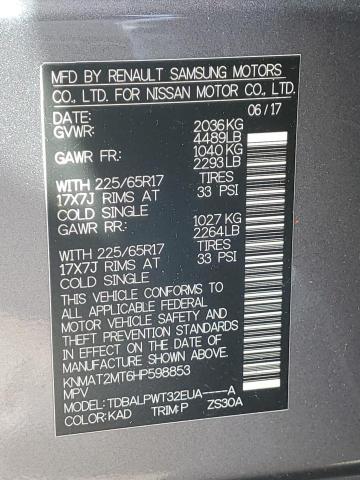 MFD BY RENAULT SAMSUNG MOTORS
CO., LTD. FOR NISSAN MOTOR CO., LTD.
DATE: 06/17
GVWR: 2036KG
4489LB
GAWR FR: 1040KG
2293LB
WITH 225/65R17 TIRES
17X7J RIMS AT 33 PSI
COLD SINGLE
GAWR RR: 1027KG
2264LB
WITH 225/65R17 TIRES
17X7J RIMS AT 33 PSI
COLD SINGLE
THIS VEHICLE CONFORMS TO
ALL APPLICABLE FEDERAL
MOTOR VEHICLE SAFETY AND
THEFT PREVENTION STANDARDS
IN EFFECT ON THE DATE OF
MANUFACTURE SHOWN ABOVE.
KNMAT2MT6HP598853
MPV
MODEL:TDBALPWT32EUA----A
COLOR:KAD TRIM:P ZS30A